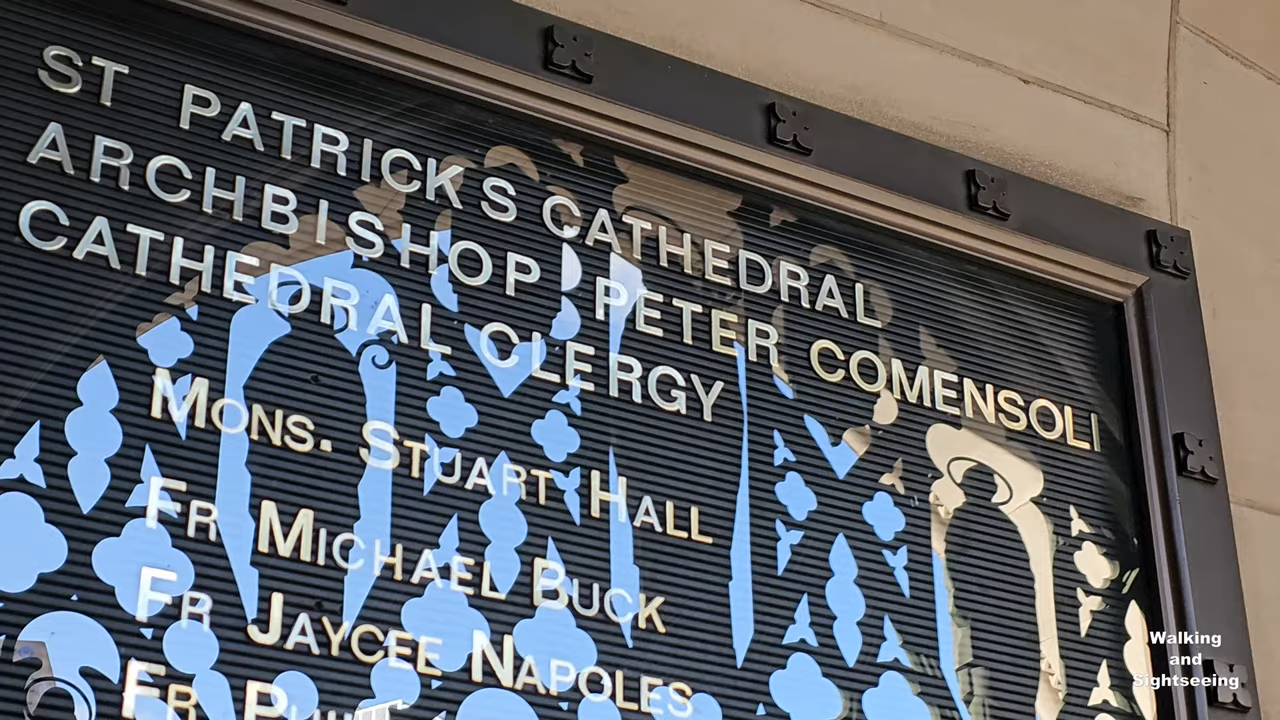 ST PATRICKS CATHEDRAL
ARCHBISHOP PETER COMENSOLI
CATHEDRAL CLERGY
MONS. STUART HALL
FR MICHAEL BUCK
FR JAYCEE NAPOLES
FR
Walking
and
Sightseeing